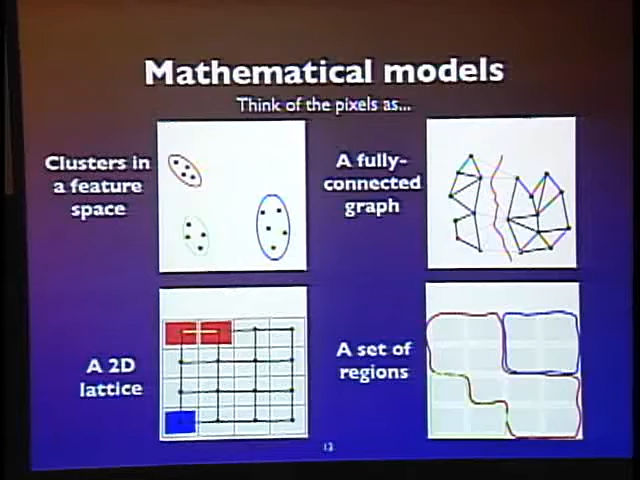 Mathematical models
Think of the pixels as...
Clusters in
a feature
space
A fully-
connected
graph
A 2D
lattice
A set of
regions